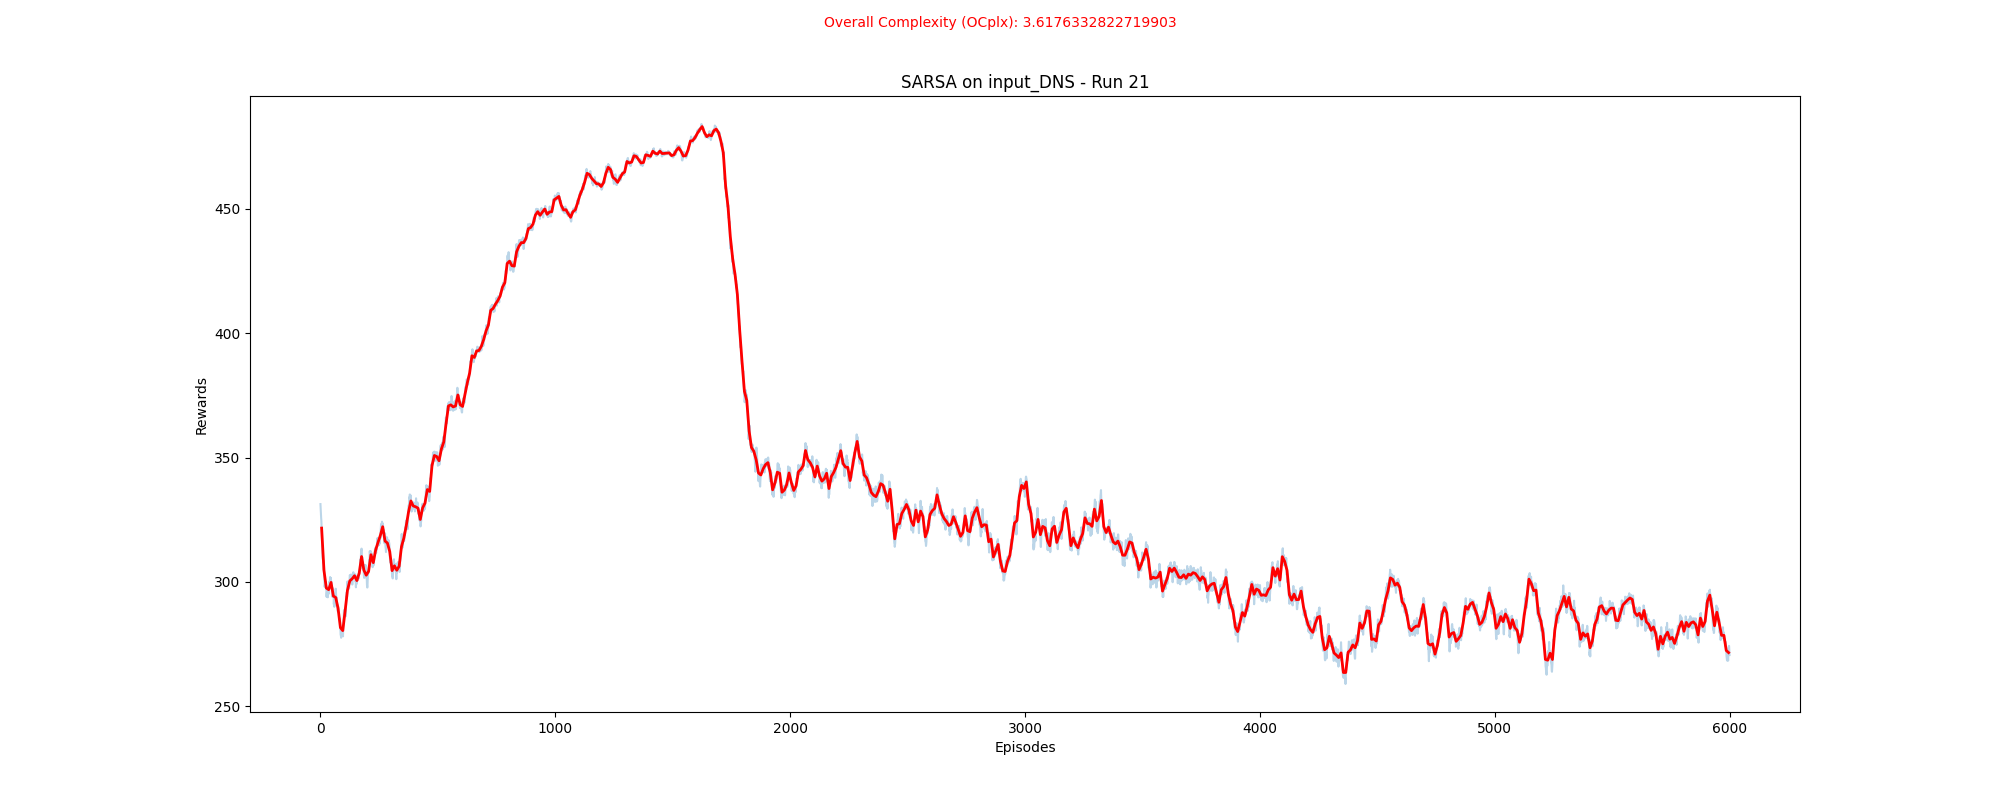 Overall Complexity (OCplx): 3.6176332822719903
SARSA on input_DNS - Run 21
Rewards
450
400
350
300
250
0 1000 2000 3000 4000 5000 6000
Episodes